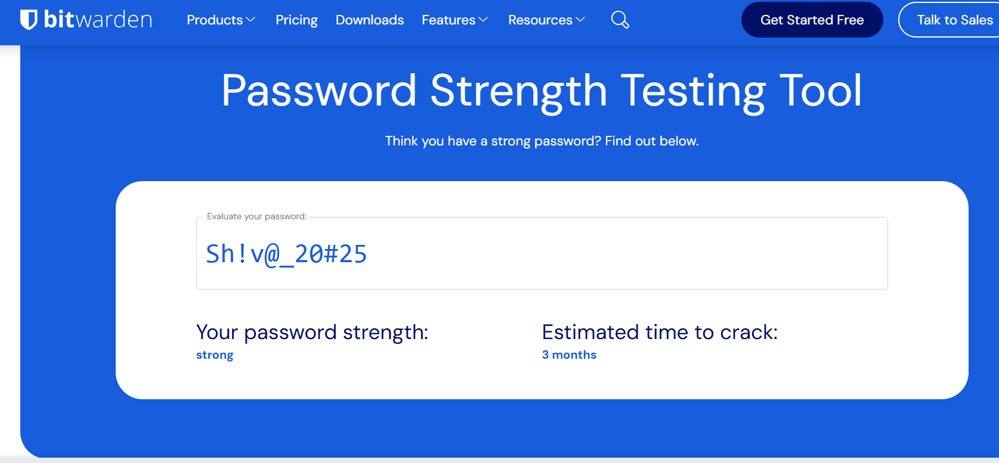 bitwarden Products Pricing Downloads Features Resources Get Started Free Talk to Sales
Password Strength Testing Tool
Think you have a strong password? Find out below.
Evaluate your password:
Sh!v@_20#25
Your password strength: Estimated time to crack:
strong 3 months